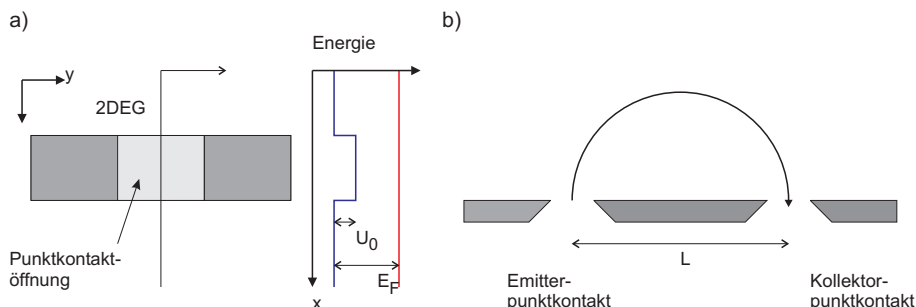 a)
Energie
b)
y
2DEG
U0
L
Punktkontakt-
öffnung
EF
x
Emitter-
punktkontakt
Kollektor-
punktkontakt